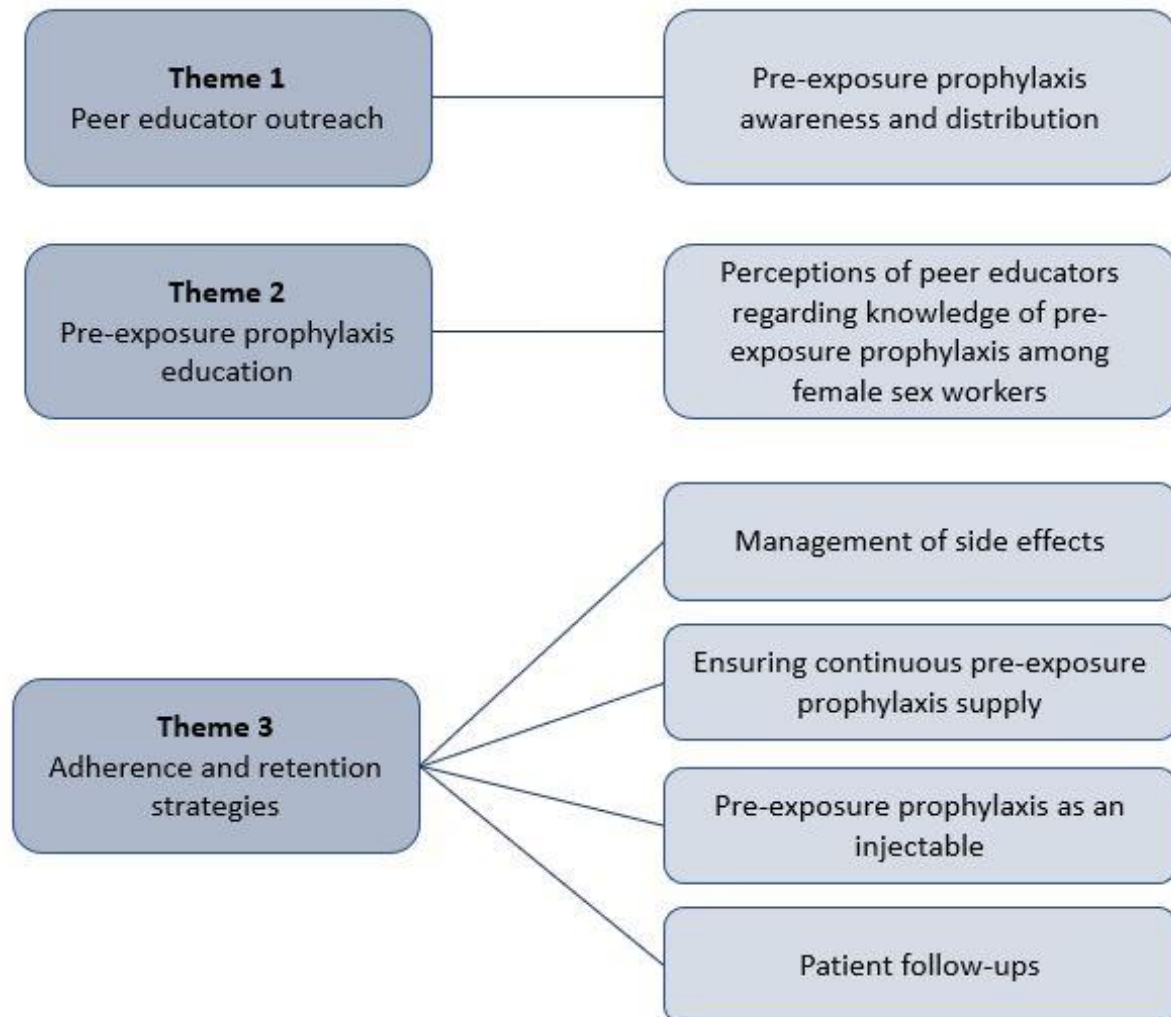 Theme 1
Peer educator outreach
Pre-exposure prophylaxis
awareness and distribution
Theme 2
Pre-exposure prophylaxis
education
Perceptions of peer educators
regarding knowledge of pre-
exposure prophylaxis among
female sex workers
Theme 3
Adherence and retention
strategies
Management of side effects
Ensuring continuous pre-exposure
prophylaxis supply
Pre-exposure prophylaxis as an
injectable
Patient follow-ups